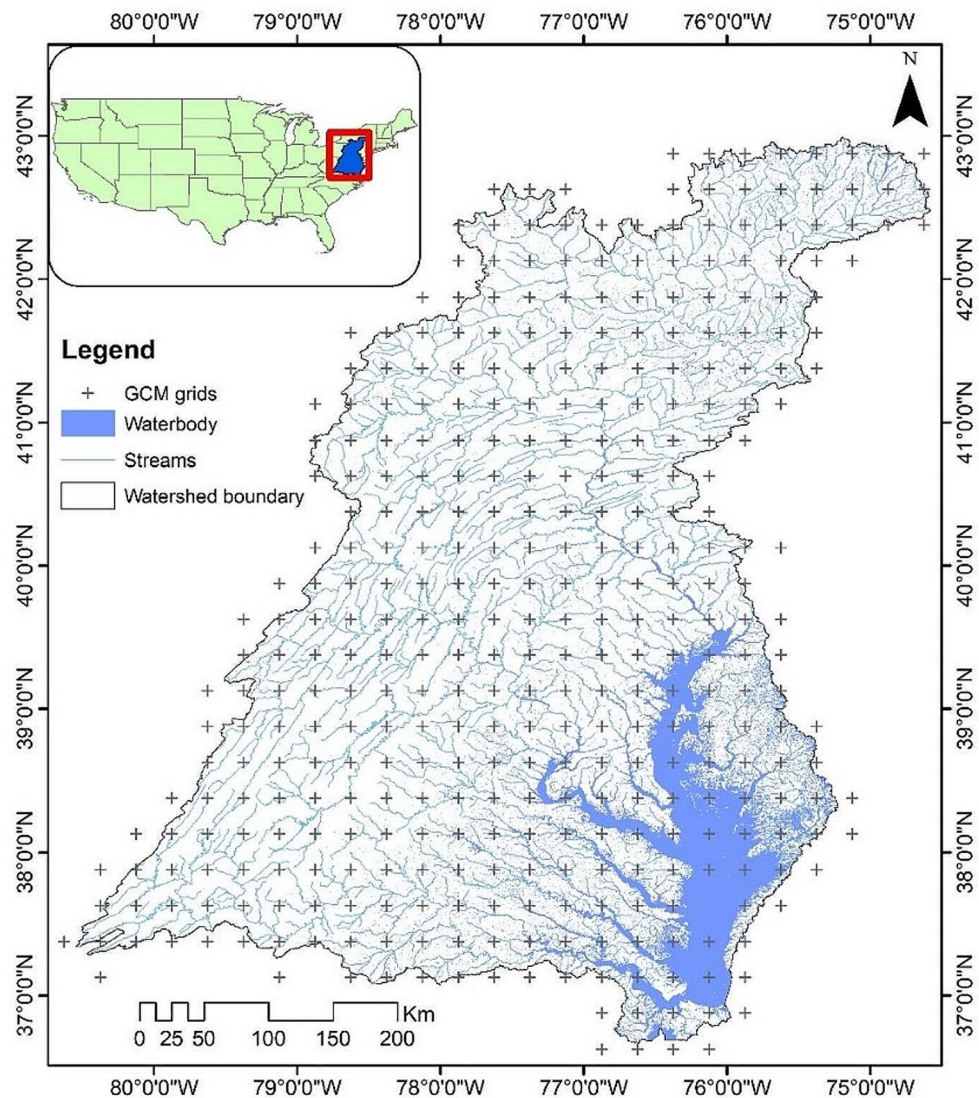 80°0'0"W 79°0'0"W 78°0'0"W 77°0'0"W 76°0'0"W 75°0'0"W
N
43°0'0"N 43°0'0"N
42°0'0"N 42°0'0"N
Legend
GCM grids
41°0'0"N 41°0'0"N
Waterbody
Streams
Watershed boundary
40°0'0"N 40°0'0"N
39°0'0"N 39°0'0"N
38°0'0"N 38°0'0"N
37°0'0"N 37°0'0"N
Km
0 25 50 100 150 200
80°0'0"W 79°0'0"W 78°0'0"W 77°0'0"W 76°0'0"W 75°0'0"W